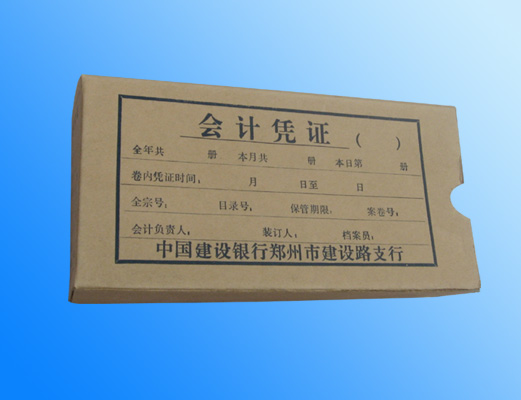 会计凭证（　）
全年共　册　本月共　册　本日第　册
卷内凭证时间：　月　日至　日
全宗号：　目录号：　保管期限：　案卷号：
会计负责人：　装订人：　档案员：
中国建设银行郑州市建设路支行